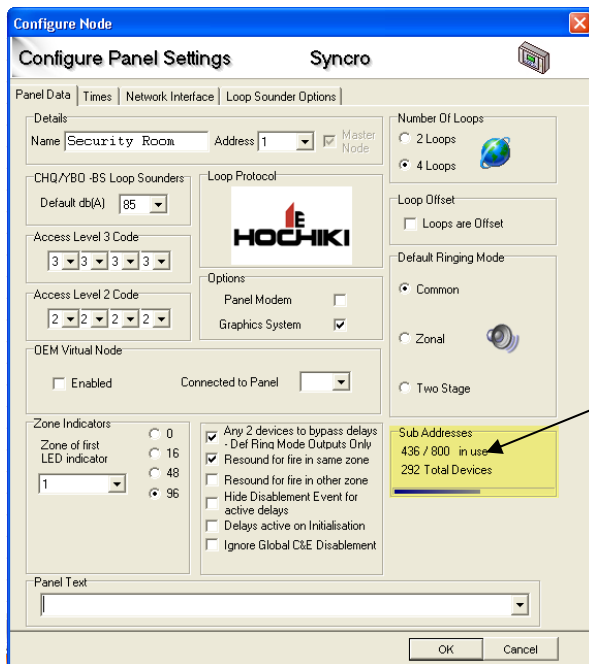 Configure Node
Configure Panel Settings Syncro
Panel Data Times Network Interface Loop Sounder Options
Details
Name Security Room Address 1 Master Node
Number Of Loops
2 Loops
4 Loops
CHQ/YBO -BS Loop Sounders
Default db(A) 85
Loop Protocol
HOCHIKI
Loop Offset
Loops are Offset
Access Level 3 Code
3 3 3 3
Options
Panel Modem
Graphics System
Default Ringing Mode
Common
Zonal
Two Stage
Access Level 2 Code
2 2 2 2
OEM Virtual Node
Enabled Connected to Panel
Zone Indicators
Zone of first
LED indicator
1
0
16
48
96
Any 2 devices to bypass delays
- Def Ring Mode Outputs Only
Resound for fire in same zone
Resound for fire in other zone
Hide Disablement Event for
active delays
Delays active on Initialisation
Ignore Global C&E Disablement
Sub Addresses
436 / 800 in use
292 Total Devices
Panel Text
OK Cancel